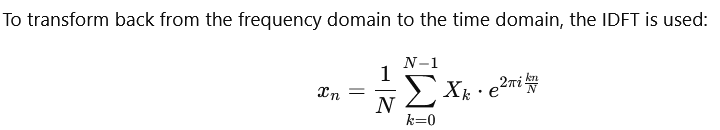 To transform back from the frequency domain to the time domain, the IDFT is used:
x_n = \frac{1}{N} \sum_{k=0}^{N-1} X_k \cdot e^{2\pi i \frac{kn}{N}}